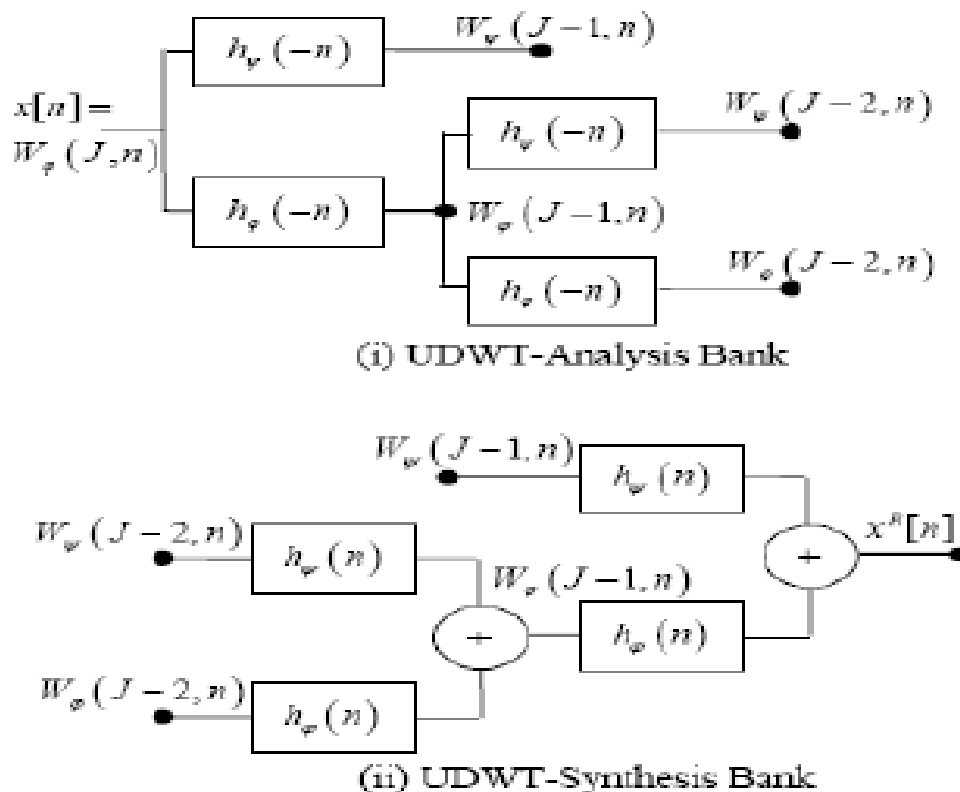 W_ψ(J−1,n)
h_ψ(−n)
x[n]=
W_φ(J,n)
W_ψ(J−2,n)
h_ψ(−n)
h_φ(−n)
W_φ(J−1,n)
W_φ(J−2,n)
h_φ(−n)
(i) UDWT-Analysis Bank
W_ψ(J−1,n)
h_ψ(n)
W_ψ(J−2,n)
h_ψ(n)
x^R[n]
+
W_φ(J−1,n)
+
h_φ(n)
W_φ(J−2,n)
h_φ(n)
(ii) UDWT-Synthesis Bank